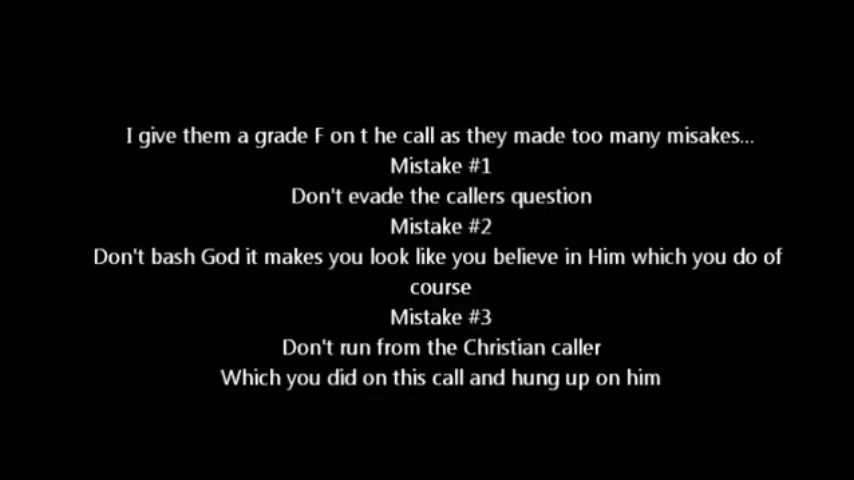 I give them a grade F on t he call as they made too many misakes...
Mistake #1
Don't evade the callers question
Mistake #2
Don't bash God it makes you look like you believe in Him which you do of
course
Mistake #3
Don't run from the Christian caller
Which you did on this call and hung up on him